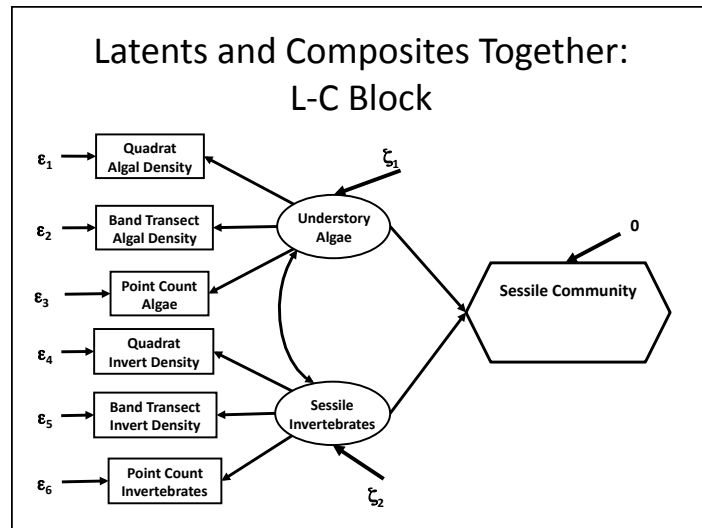 Latents and Composites Together:
L-C Block
ε1
Quadrat
Algal Density
ζ1
ε2
Band Transect
Algal Density
Understory
Algae
0
ε3
Point Count
Algae
Sessile Community
ε4
Quadrat
Invert Density
ε5
Band Transect
Invert Density
Sessile
Invertebrates
ε6
Point Count
Invertebrates
ζ2